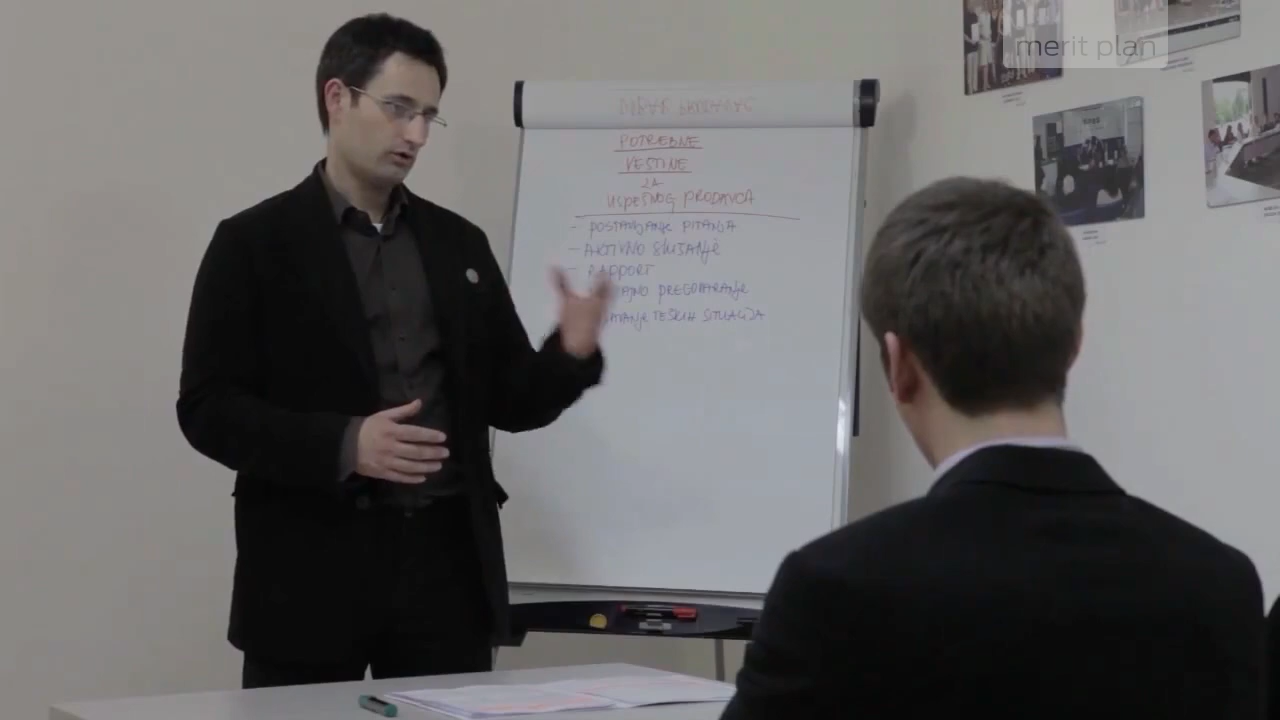 merit plan
POTREBNE
VEŠTINE
ZA
USPEŠNOG PRODAVCA
- POSTAVLJANJE PITANJA
- AKTIVNO SLUŠANJE
- RAPPORT
PREGOVARANJE
TEŠKIH SITUACIJA